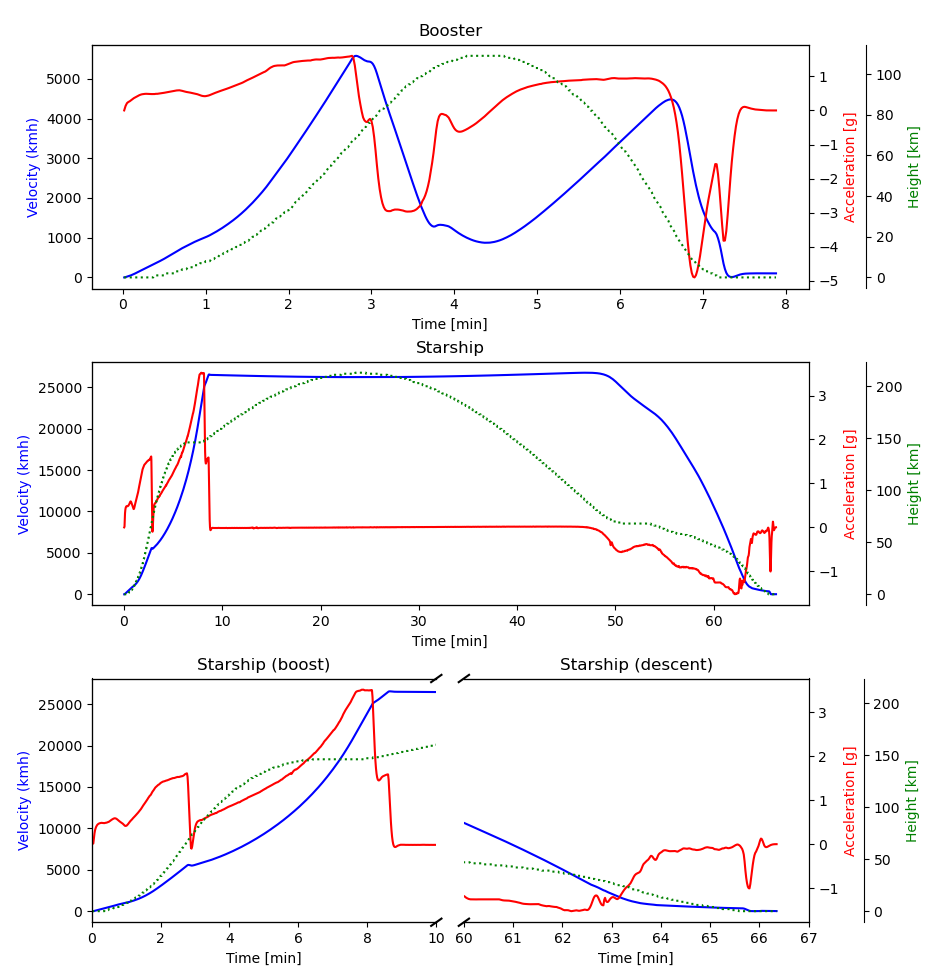 Booster
Velocity (kmh)
5000
4000
3000
2000
1000
0
1
0
−1
−2
−3
−4
−5
Acceleration [g]
100
80
60
40
20
0
Height [km]
0 1 2 3 4 5 6 7 8
Time [min]
Starship
Velocity (kmh)
25000
20000
15000
10000
5000
0
3
2
1
0
−1
Acceleration [g]
200
150
100
50
0
Height [km]
0 10 20 30 40 50 60
Time [min]
Starship (boost)
Starship (descent)
Velocity (kmh)
25000
20000
15000
10000
5000
0
3
2
1
0
−1
Acceleration [g]
200
150
100
50
0
Height [km]
0 2 4 6 8 10
60 61 62 63 64 65 66 67
Time [min]
Time [min]